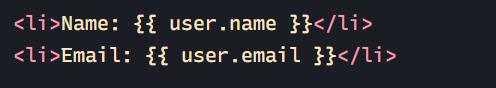 <li>Name: {{ user.name }}</li>
<li>Email: {{ user.email }}</li>